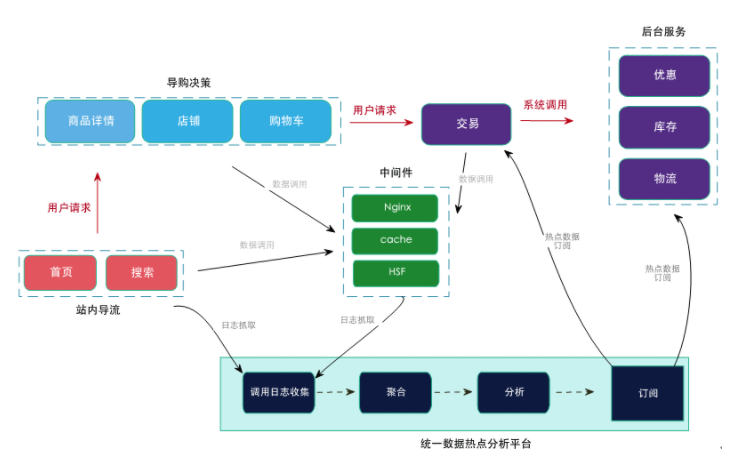 后台服务
优惠
库存
物流
导购决策
商品详情
店铺
购物车
用户请求
交易
系统调用
中间件
Nginx
cache
HSF
数据调用
数据调用
数据调用
用户请求
首页
搜索
站内导流
热点数据
订阅
热点数据
订阅
日志抓取
日志抓取
调用日志收集
聚合
分析
订阅
统一数据热点分析平台